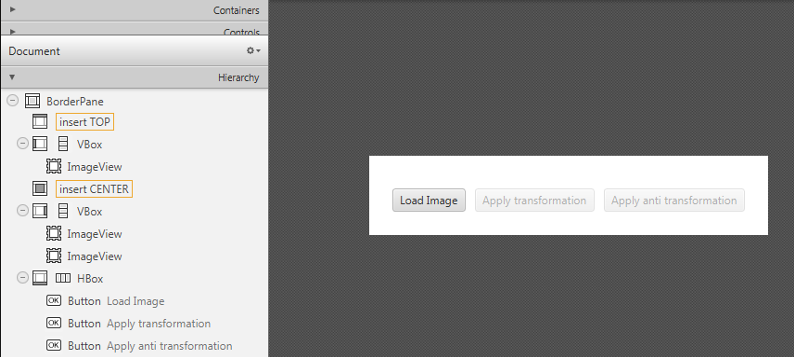 Containers
Controls
Document
Hierarchy
BorderPane
insert TOP
VBox
ImageView
insert CENTER
VBox
ImageView
ImageView
HBox
OK Button Load Image
OK Button Apply transformation
OK Button Apply anti transformation
Load Image Apply transformation Apply anti transformation